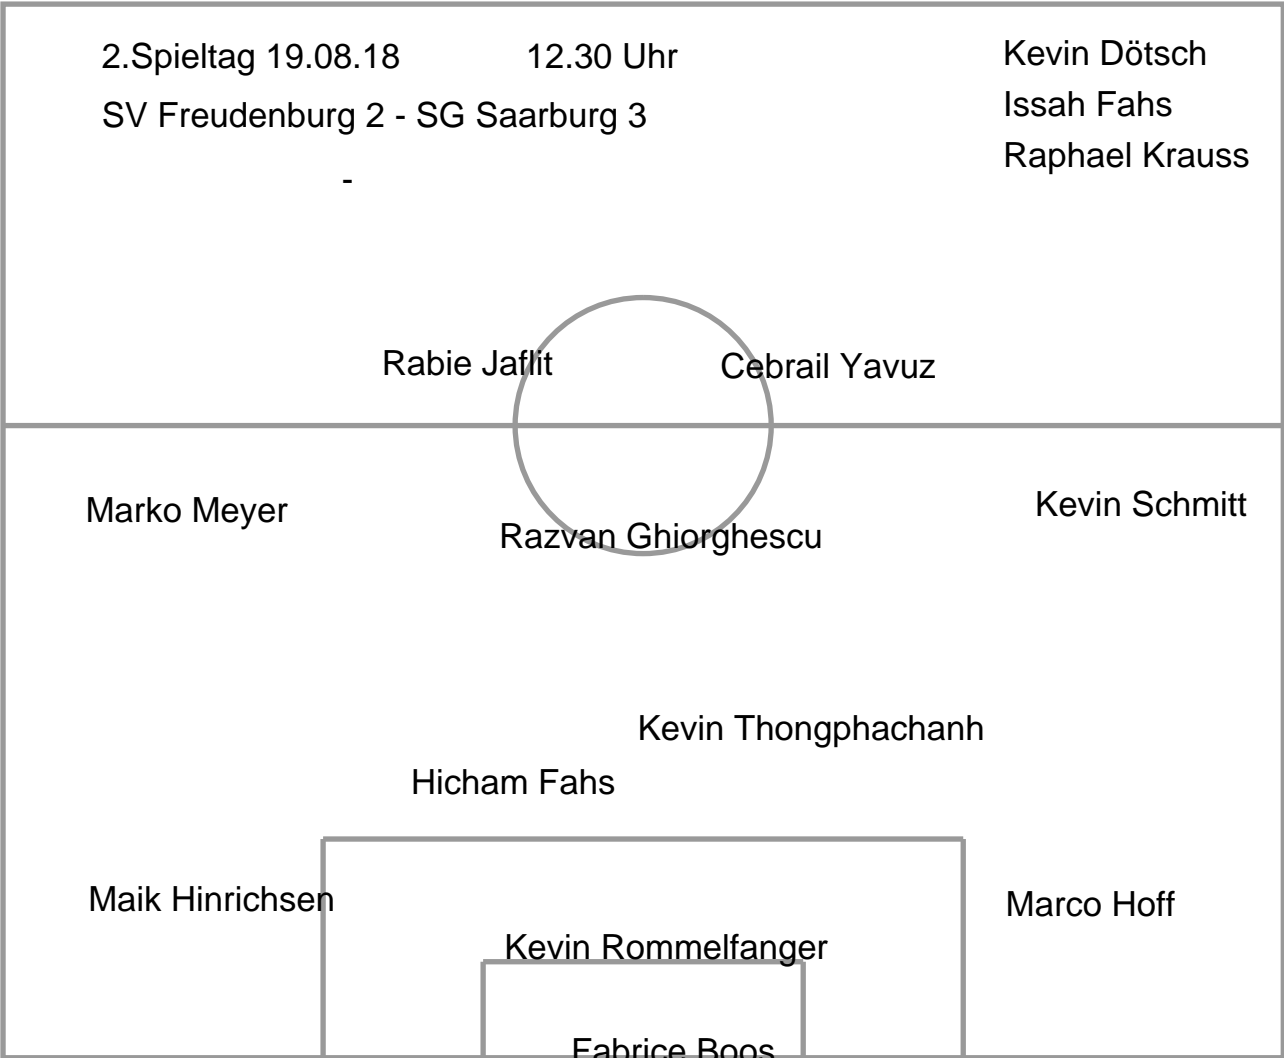 2.Spieltag 19.08.18 12.30 Uhr
SV Freudenburg 2 - SG Saarburg 3
-
Kevin Dötsch
Issah Fahs
Raphael Krauss
Rabie Jaflit
Cebrail Yavuz
Marko Meyer
Razvan Ghiorghescu
Kevin Schmitt
Kevin Thongphachanh
Hicham Fahs
Maik Hinrichsen
Marco Hoff
Kevin Rommelfanger
Fabrice Boos